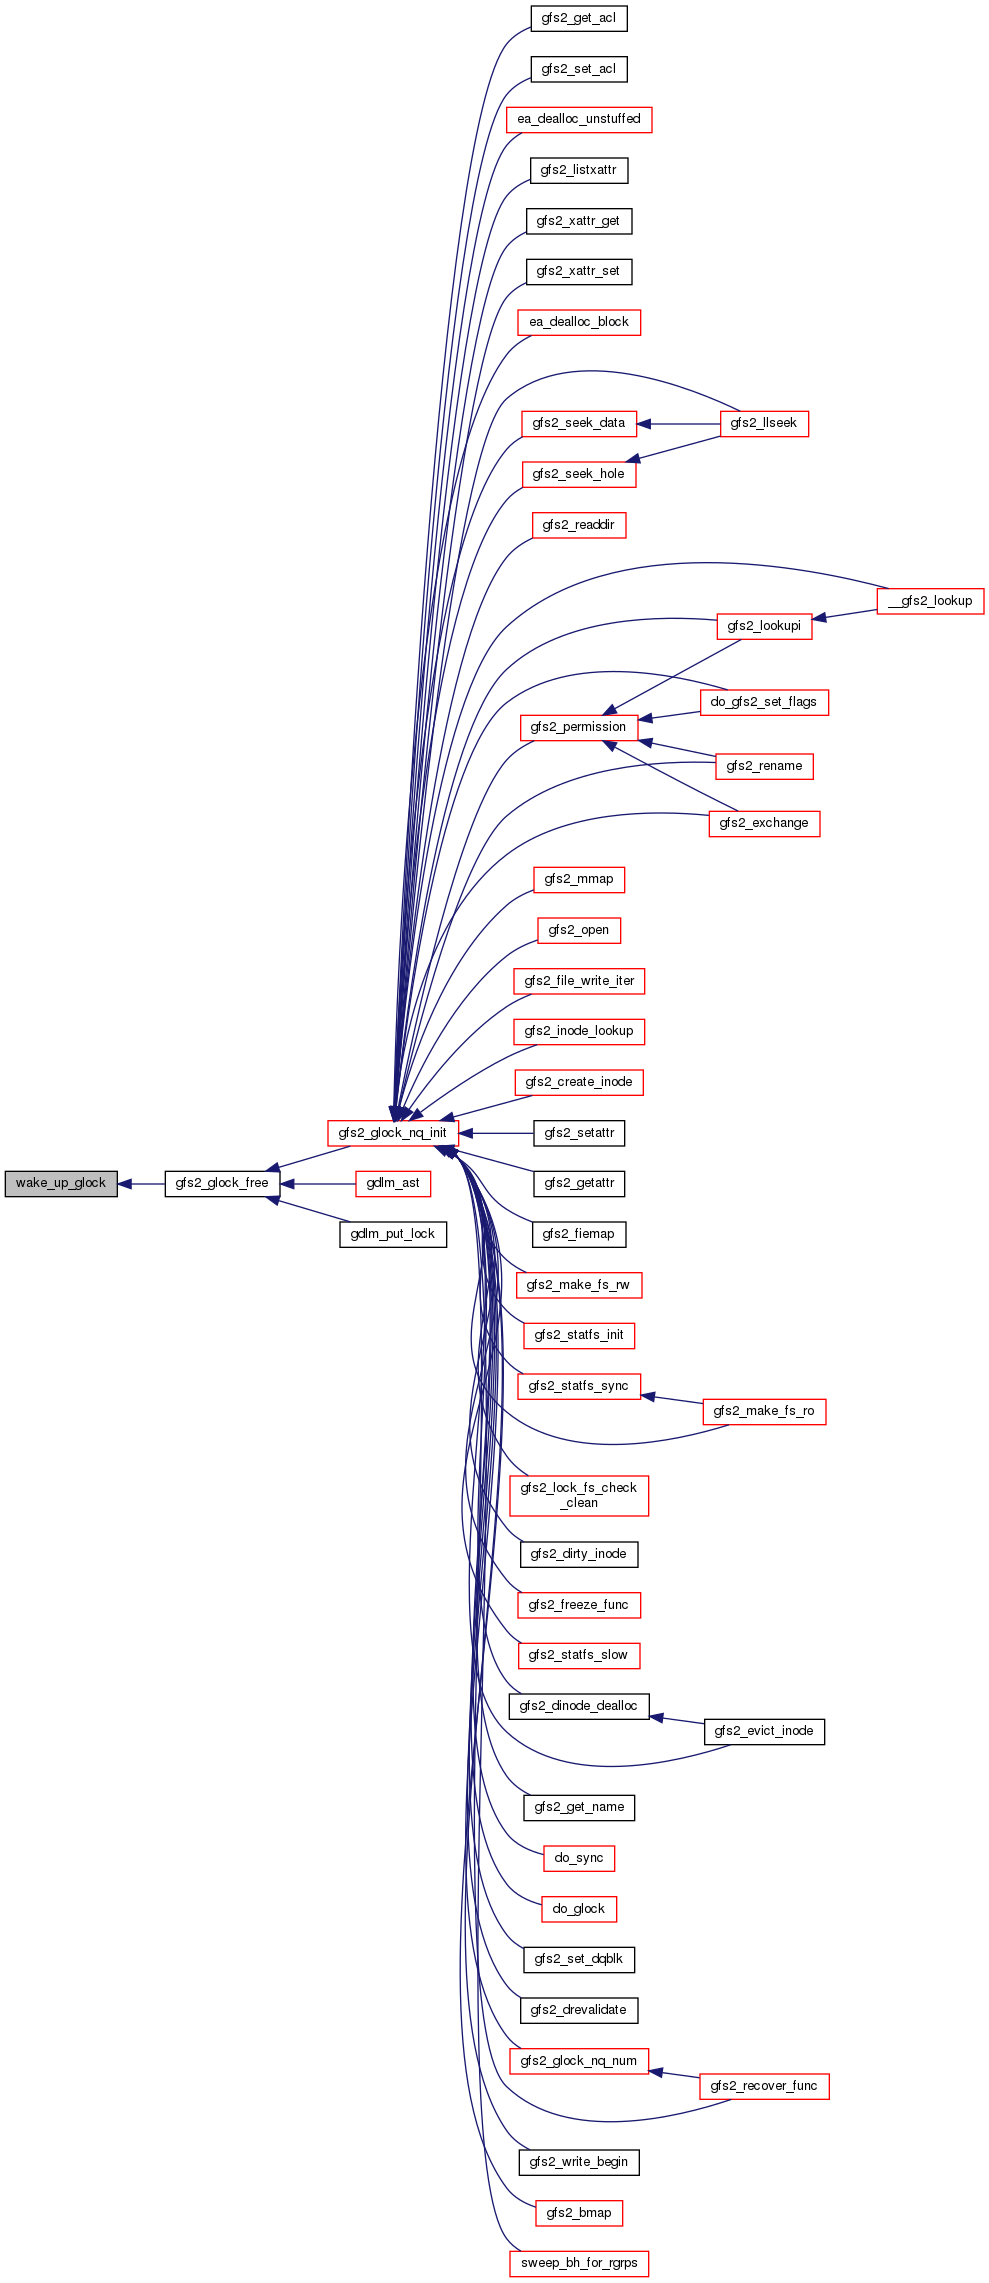 gfs2_get_acl
gfs2_set_acl
ea_dealloc_unstuffed
gfs2_listxattr
gfs2_xattr_get
gfs2_xattr_set
ea_dealloc_block
gfs2_seek_data
gfs2_llseek
gfs2_seek_hole
gfs2_readdir
__gfs2_lookup
gfs2_lookupi
do_gfs2_set_flags
gfs2_permission
gfs2_rename
gfs2_exchange
gfs2_mmap
gfs2_open
gfs2_file_write_iter
gfs2_inode_lookup
gfs2_create_inode
gfs2_glock_nq_init
gfs2_setattr
wake_up_glock
gfs2_glock_free
gdlm_ast
gfs2_getattr
gdlm_put_lock
gfs2_fiemap
gfs2_make_fs_rw
gfs2_statfs_init
gfs2_statfs_sync
gfs2_make_fs_ro
gfs2_lock_fs_check
_clean
gfs2_dirty_inode
gfs2_freeze_func
gfs2_statfs_slow
gfs2_dinode_dealloc
gfs2_evict_inode
gfs2_get_name
do_sync
do_glock
gfs2_set_dqblk
gfs2_drevalidate
gfs2_glock_nq_num
gfs2_recover_func
gfs2_write_begin
gfs2_bmap
sweep_bh_for_rgrps